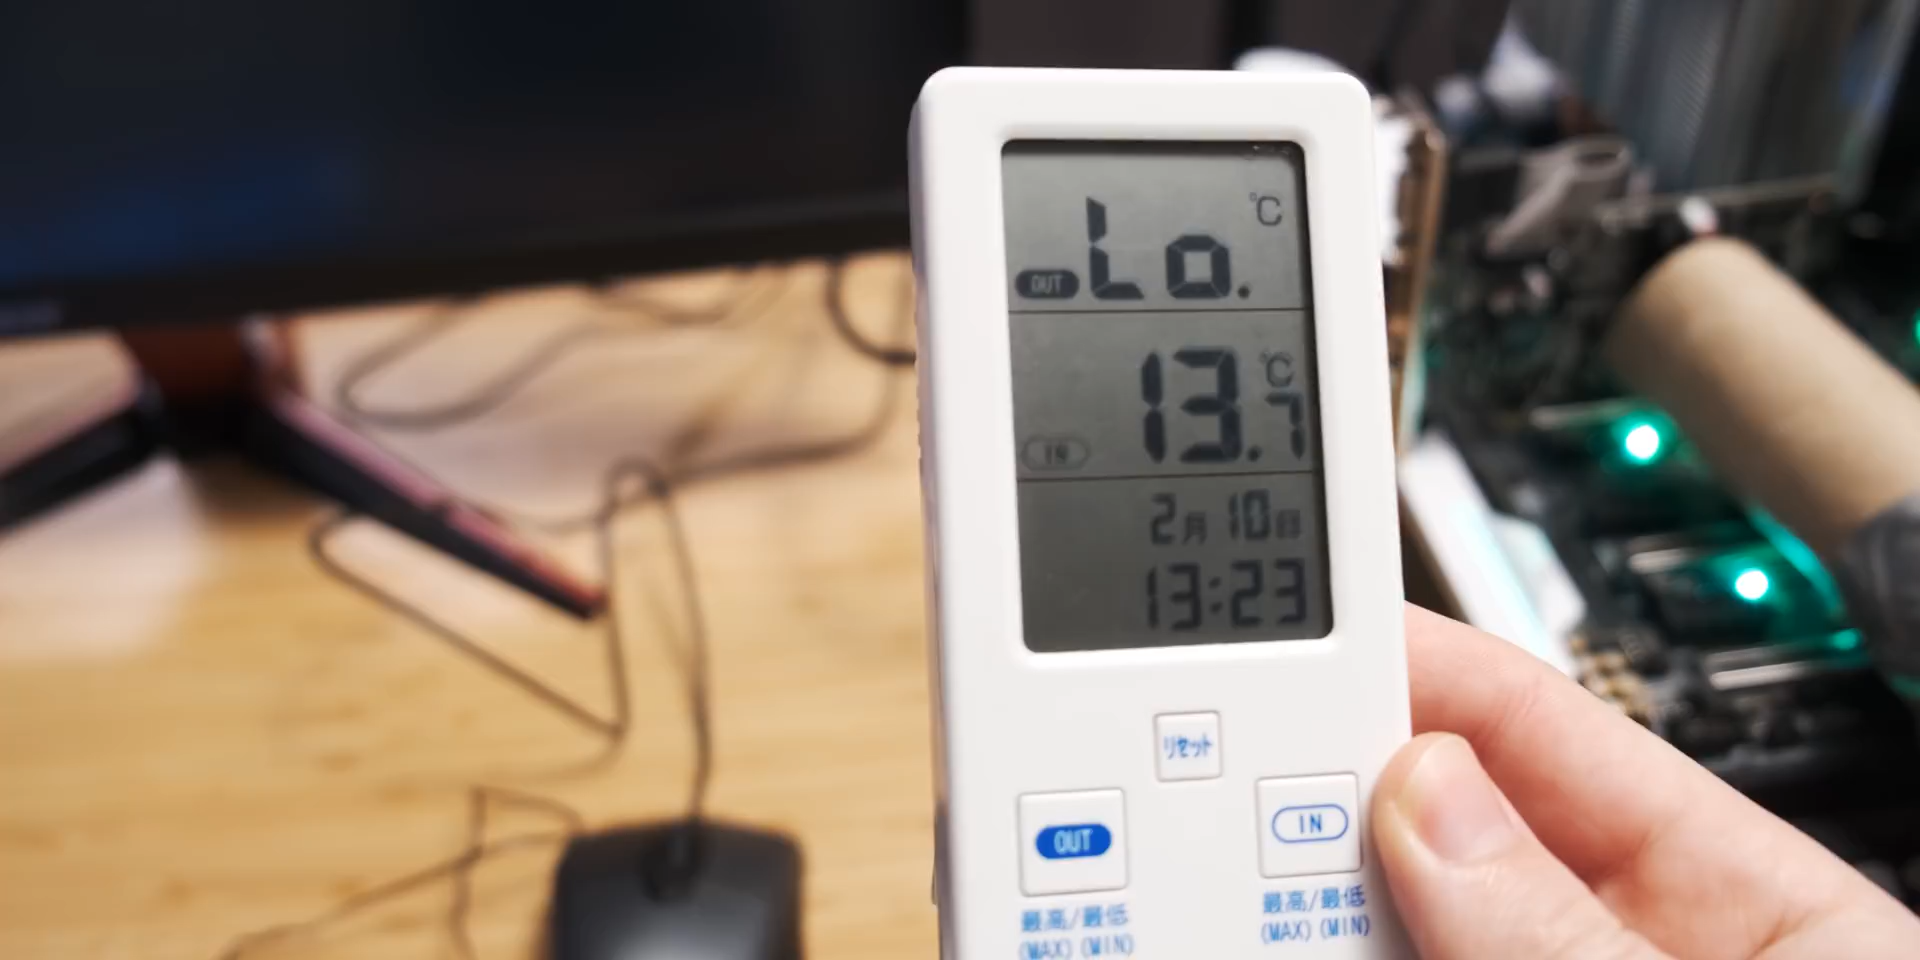 ℃
OUT Lo.
℃
IN 13.7
2月10日
13:23
リセット
OUT
IN
最高/最低
(MAX) (MIN)
最高/最低
(MAX) (MIN)